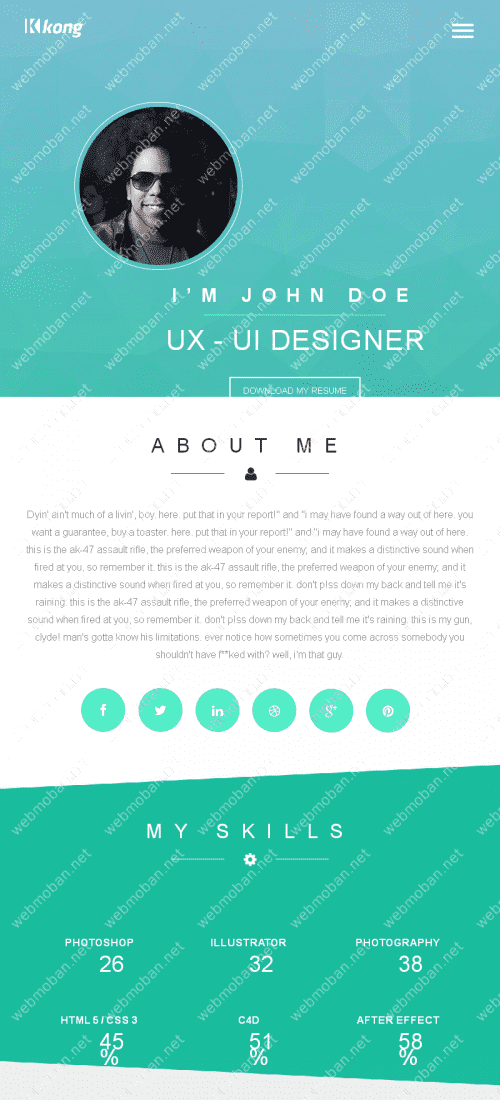 kong
I'M JOHN DOE
UX - UI DESIGNER
DOWNLOAD MY RESUME
ABOUT ME
Dyin' ain't much of a livin', boy. here. put that in your report!" and "i may have found a way out of here. you
want a guarantee, buy a toaster. here. put that in your report!" and "i may have found a way out of here.
this is the ak-47 assault rifle, the preferred weapon of your enemy; and it makes a distinctive sound when
fired at you, so remember it. this is the ak-47 assault rifle, the preferred weapon of your enemy; and it
makes a distinctive sound when fired at you, so remember it. don't p!ss down my back and tell me it's
raining. this is the ak-47 assault rifle, the preferred weapon of your enemy; and it makes a distinctive
sound when fired at you, so remember it. don't p!ss down my back and tell me it's raining. this is my gun,
clyde! man's gotta know his limitations. ever notice how sometimes you come across somebody you
shouldn't have f**ked with? well, i'm that guy.
MY SKILLS
PHOTOSHOP ILLUSTRATOR PHOTOGRAPHY
26 32 38
HTML 5 / CSS 3 C4D AFTER EFFECT
45 51 58
% % %
webmoban.net